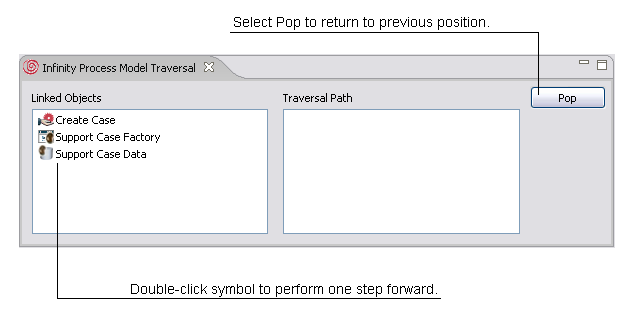 Select Pop to return to previous position.
Infinity Process Model Traversal
Linked Objects
Traversal Path
Pop
Create Case
Support Case Factory
Support Case Data
Double-click symbol to perform one step forward.